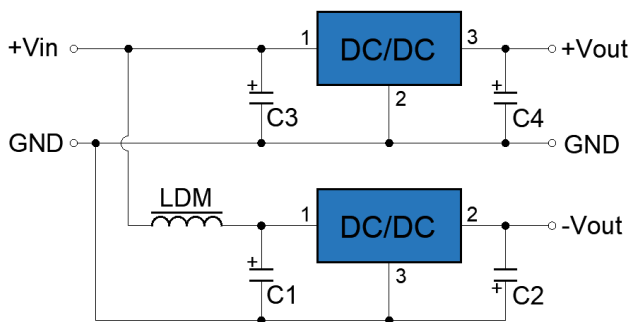 +Vin
1
DC/DC
3
+Vout
2
+
C3
+
C4
GND
GND
LDM
1
DC/DC
2
-Vout
3
+
C1
+
C2